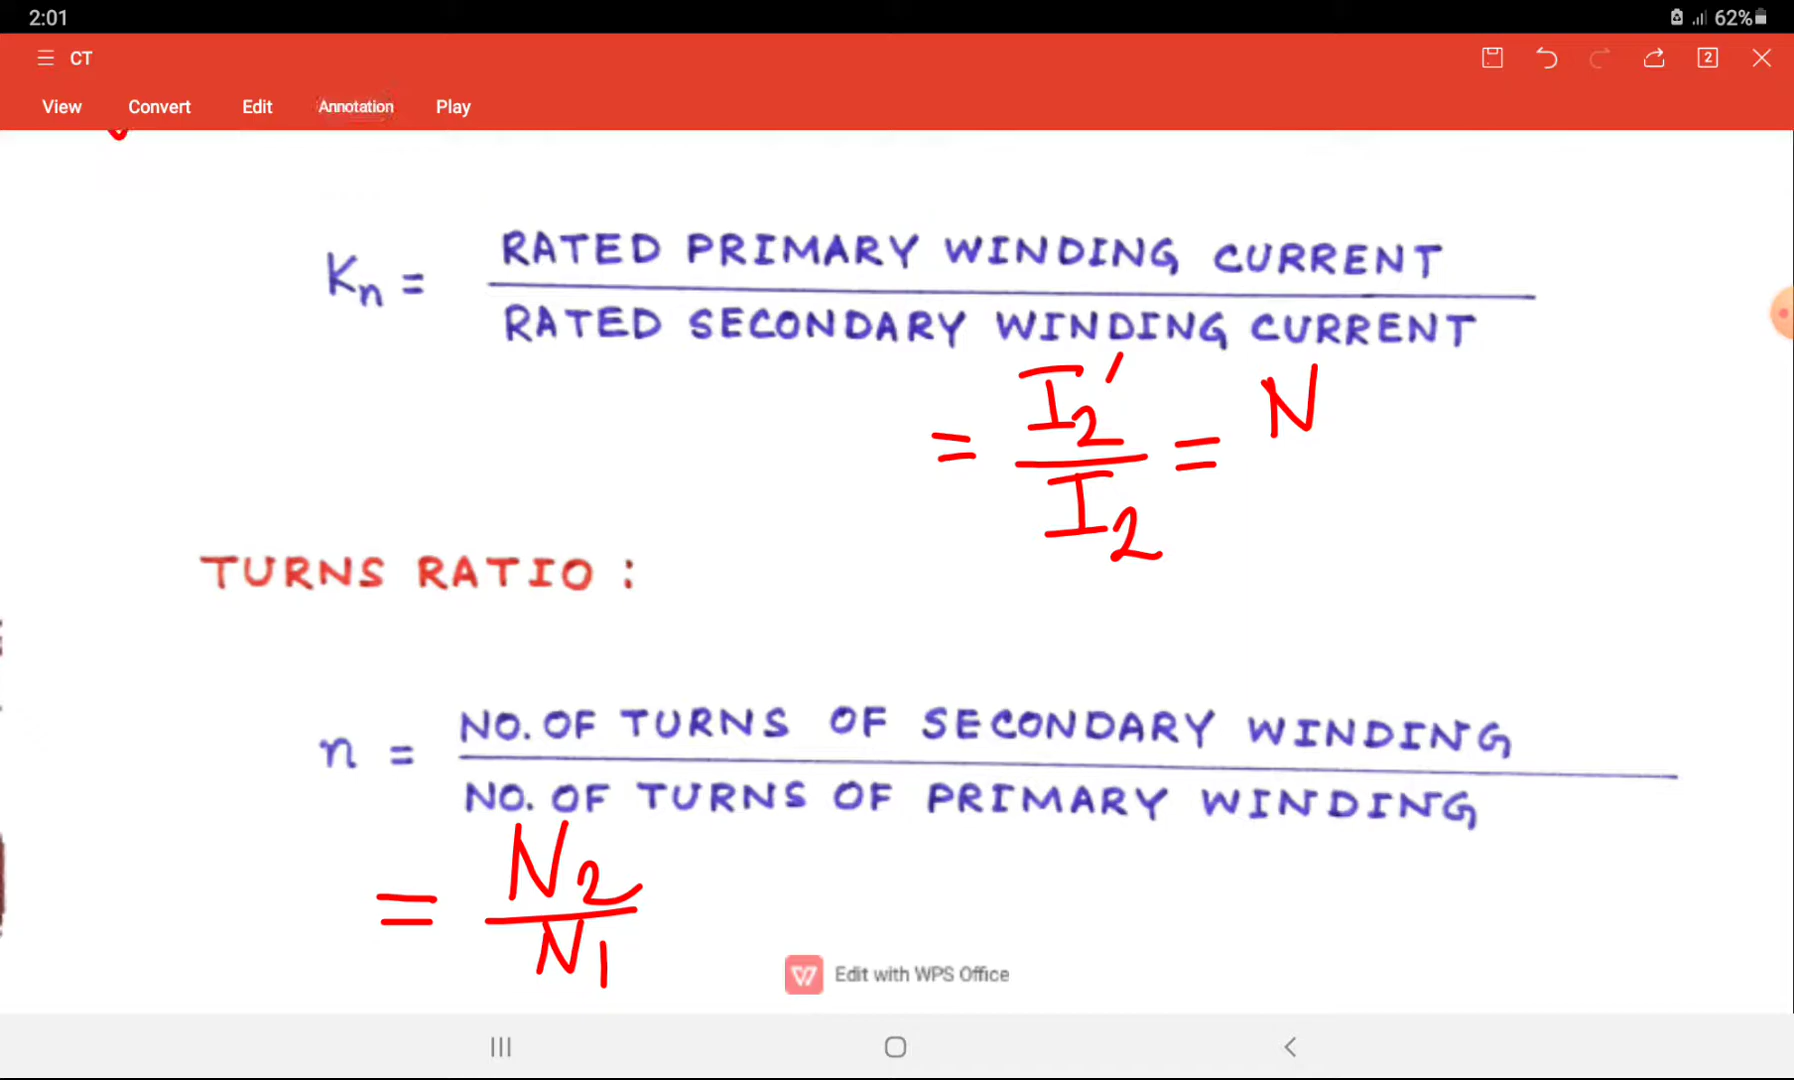 2:01 62%
CT 2
View Convert Edit Annotation Play
Kn = RATED PRIMARY WINDING CURRENT
RATED SECONDARY WINDING CURRENT
= I2' = N
I2
TURNS RATIO :
n = NO. OF TURNS OF SECONDARY WINDING
NO. OF TURNS OF PRIMARY WINDING
= N2
N1
Edit with WPS Office